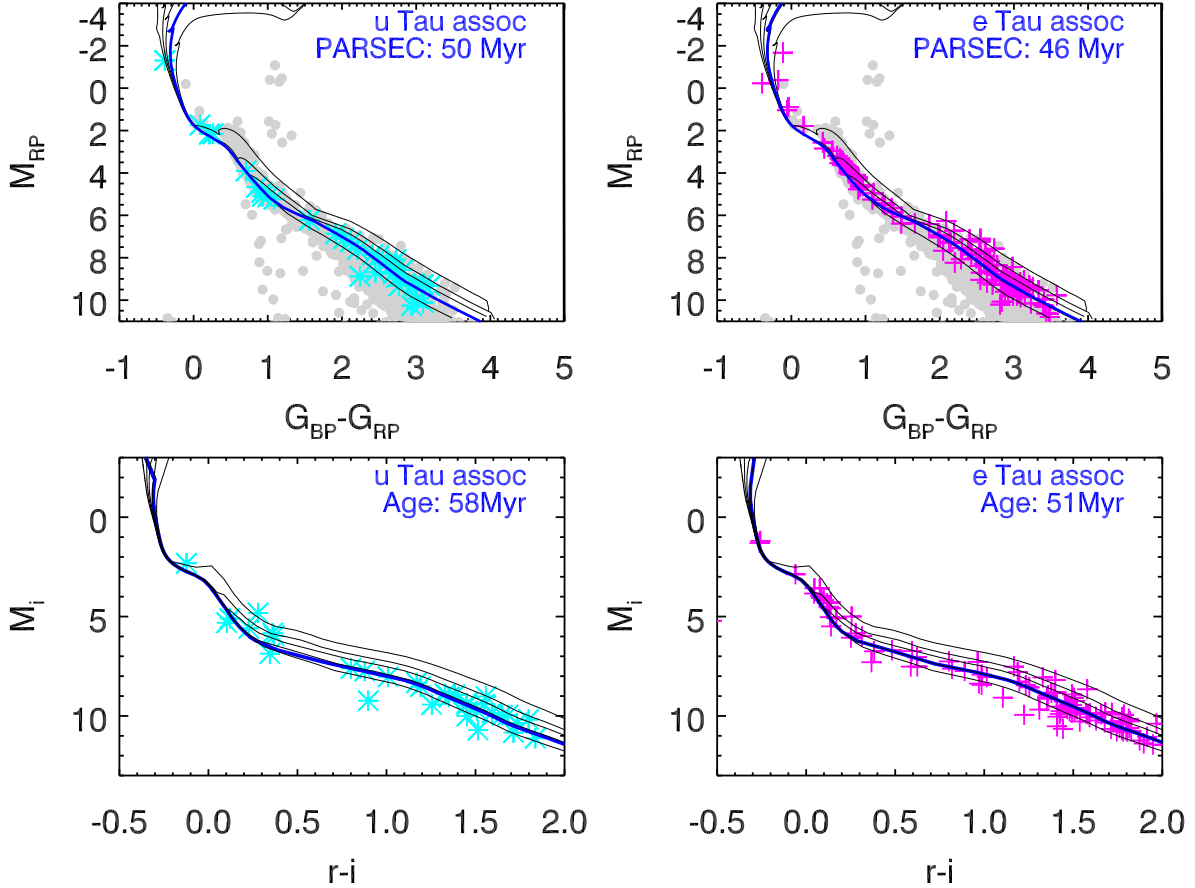 u Tau assoc
PARSEC: 50 Myr
-4
-2
0
2
4
6
8
10
M_RP
-1 0 1 2 3 4 5
G_BP-G_RP
e Tau assoc
PARSEC: 46 Myr
-4
-2
0
2
4
6
8
10
M_RP
-1 0 1 2 3 4 5
G_BP-G_RP
u Tau assoc
Age: 58Myr
0
5
10
M_i
-0.5 0.0 0.5 1.0 1.5 2.0
r-i
e Tau assoc
Age: 51Myr
0
5
10
M_i
-0.5 0.0 0.5 1.0 1.5 2.0
r-i